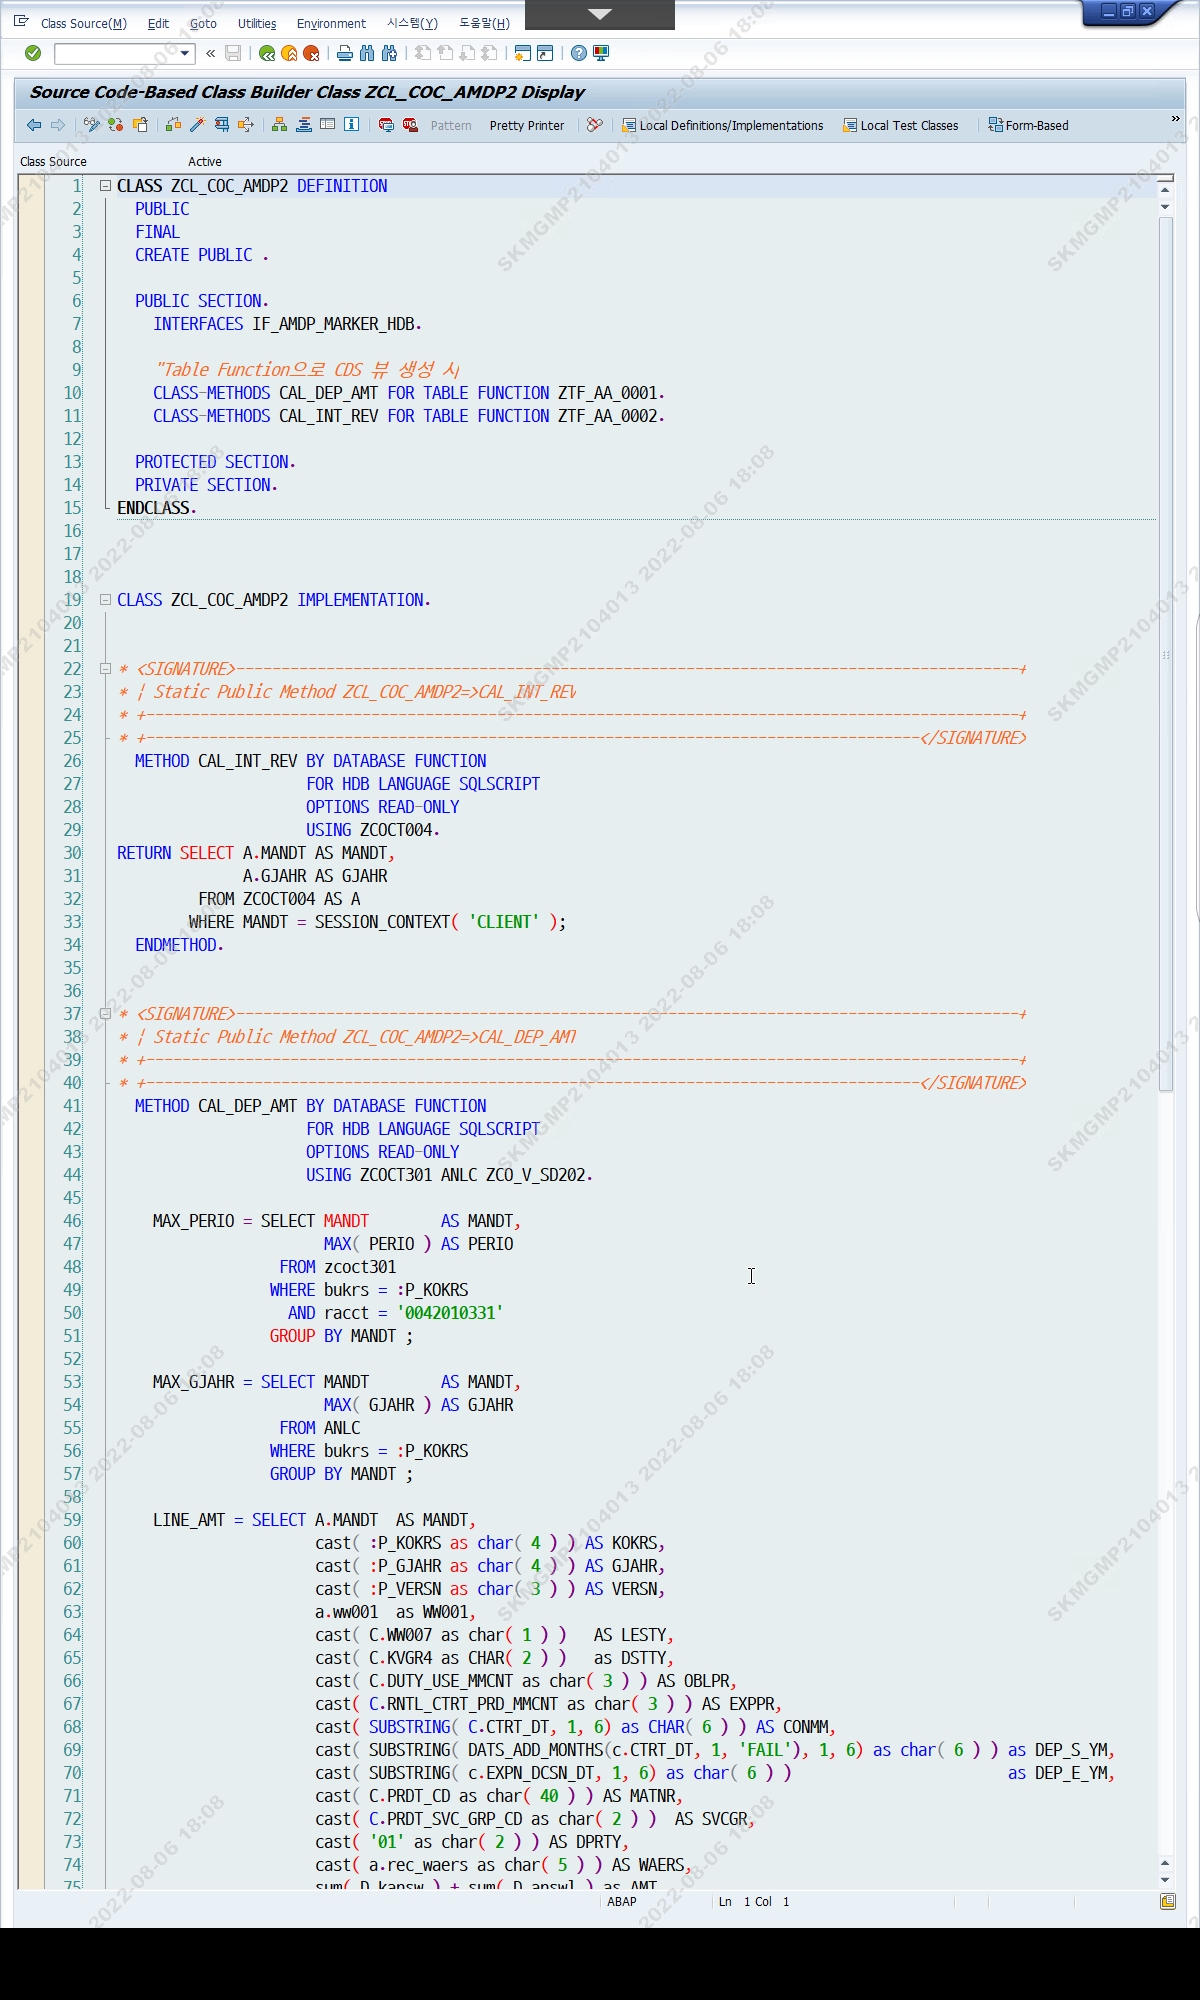 Class Source(M) Edit Goto Utilities Environment 시스템(Y) 도움말(H)
Source Code-Based Class Builder Class ZCL_COC_AMDP2 Display
Pattern Pretty Printer Local Definitions/Implementations Local Test Classes Form-Based »
Class Source Active
1 CLASS ZCL_COC_AMDP2 DEFINITION
2 PUBLIC
3 FINAL
4 CREATE PUBLIC .
5
6 PUBLIC SECTION.
7 INTERFACES IF_AMDP_MARKER_HDB.
8
9 "Table Function으로 CDS 뷰 생성 시
10 CLASS-METHODS CAL_DEP_AMT FOR TABLE FUNCTION ZTF_AA_0001.
11 CLASS-METHODS CAL_INT_REV FOR TABLE FUNCTION ZTF_AA_0002.
12
13 PROTECTED SECTION.
14 PRIVATE SECTION.
15 ENDCLASS.
16
17
18
19 CLASS ZCL_COC_AMDP2 IMPLEMENTATION.
20
21
22 * <SIGNATURE>---------------------------------------------------------------------------------------+
23 * | Static Public Method ZCL_COC_AMDP2=>CAL_INT_REV
24 * +-------------------------------------------------------------------------------------------------+
25 * +--------------------------------------------------------------------------------------</SIGNATURE>
26 METHOD CAL_INT_REV BY DATABASE FUNCTION
27 FOR HDB LANGUAGE SQLSCRIPT
28 OPTIONS READ-ONLY
29 USING ZCOCT004.
30 RETURN SELECT A.MANDT AS MANDT,
31 A.GJAHR AS GJAHR
32 FROM ZCOCT004 AS A
33 WHERE MANDT = SESSION_CONTEXT( 'CLIENT' );
34 ENDMETHOD.
35
36
37 * <SIGNATURE>---------------------------------------------------------------------------------------+
38 * | Static Public Method ZCL_COC_AMDP2=>CAL_DEP_AMT
39 * +-------------------------------------------------------------------------------------------------+
40 * +--------------------------------------------------------------------------------------</SIGNATURE>
41 METHOD CAL_DEP_AMT BY DATABASE FUNCTION
42 FOR HDB LANGUAGE SQLSCRIPT
43 OPTIONS READ-ONLY
44 USING ZCOCT301 ANLC ZCO_V_SD202.
45
46 MAX_PERIO = SELECT MANDT AS MANDT,
47 MAX( PERIO ) AS PERIO
48 FROM zcoct301
49 WHERE bukrs = :P_KOKRS
50 AND racct = '0042010331'
51 GROUP BY MANDT ;
52
53 MAX_GJAHR = SELECT MANDT AS MANDT,
54 MAX( GJAHR ) AS GJAHR
55 FROM ANLC
56 WHERE bukrs = :P_KOKRS
57 GROUP BY MANDT ;
58
59 LINE_AMT = SELECT A.MANDT AS MANDT,
60 cast( :P_KOKRS as char( 4 ) ) AS KOKRS,
61 cast( :P_GJAHR as char( 4 ) ) AS GJAHR,
62 cast( :P_VERSN as char( 3 ) ) AS VERSN,
63 a.ww001 as WW001,
64 cast( C.WW007 as char( 1 ) ) AS LESTY,
65 cast( C.KVGR4 as CHAR( 2 ) ) as DSTTY,
66 cast( C.DUTY_USE_MMCNT as char( 3 ) ) AS OBLPR,
67 cast( C.RNTL_CTRT_PRD_MMCNT as char( 3 ) ) AS EXPPR,
68 cast( SUBSTRING( C.CTRT_DT, 1, 6) as CHAR( 6 ) ) AS CONMM,
69 cast( SUBSTRING( DATS_ADD_MONTHS(c.CTRT_DT, 1, 'FAIL'), 1, 6) as char( 6 ) ) as DEP_S_YM,
70 cast( SUBSTRING( c.EXPN_DCSN_DT, 1, 6) as char( 6 ) ) as DEP_E_YM,
71 cast( C.PRDT_CD as char( 40 ) ) AS MATNR,
72 cast( C.PRDT_SVC_GRP_CD as char( 2 ) ) AS SVCGR,
73 cast( '01' as char( 2 ) ) AS DPRTY,
74 cast( a.rec_waers as char( 5 ) ) AS WAERS,
75 sum( D.kansw ) + sum( D.answl ) as AMT
ABAP Ln 1 Col 1
SKMGMP2104013 2022-08-06 18:08